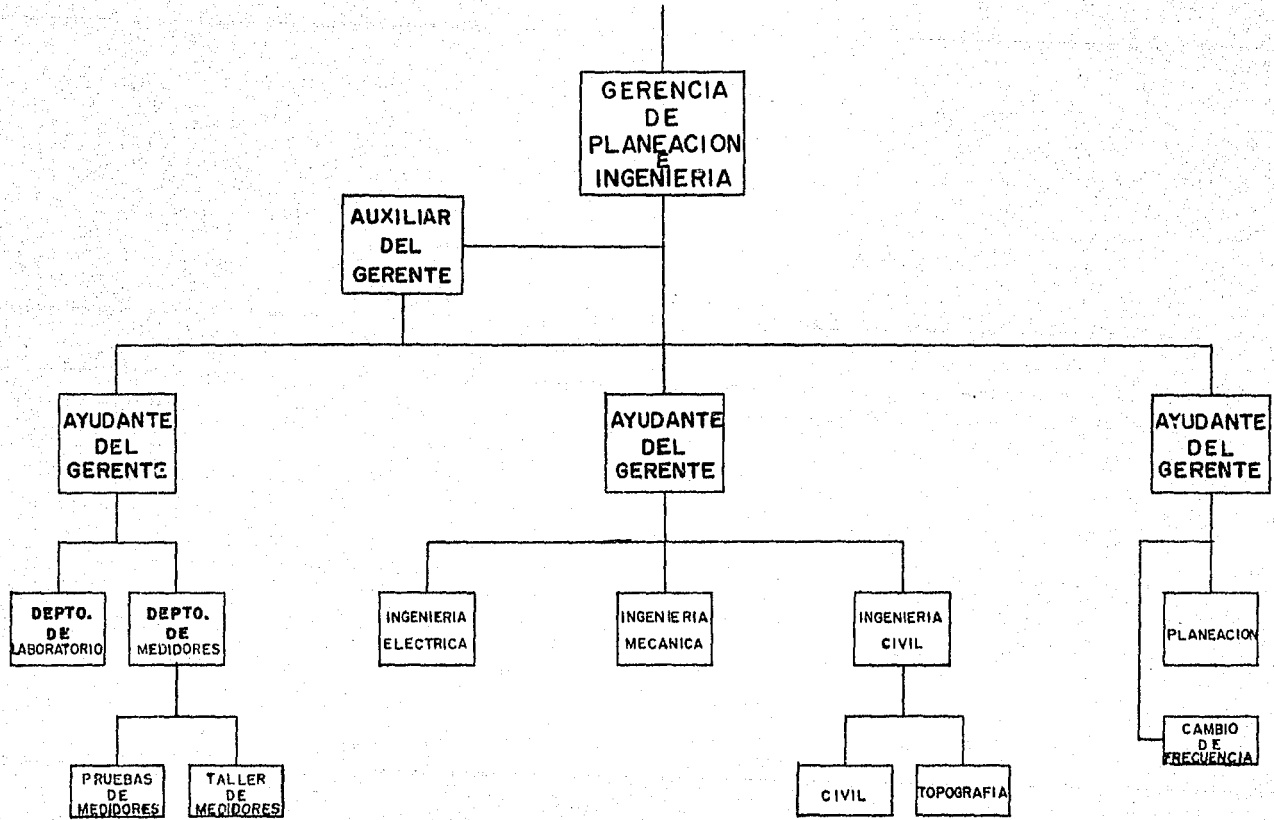 GERENCIA
DE
PLANEACION
E
INGENIERIA
AUXILIAR
DEL
GERENTE
AYUDANTE
DEL
GERENTE
AYUDANTE
DEL
GERENTE
AYUDANTE
DEL
GERENTE
DEPTO.
DE
LABORATORIO
DEPTO.
DE
MEDIDORES
INGENIERIA
ELECTRICA
INGENIERIA
MECANICA
INGENIERIA
CIVIL
PLANEACION
CAMBIO
DE
FRECUENCIA
PRUEBAS
DE
MEDIDORES
TALLER
DE
MEDIDORES
CIVIL
TOPOGRAFIA